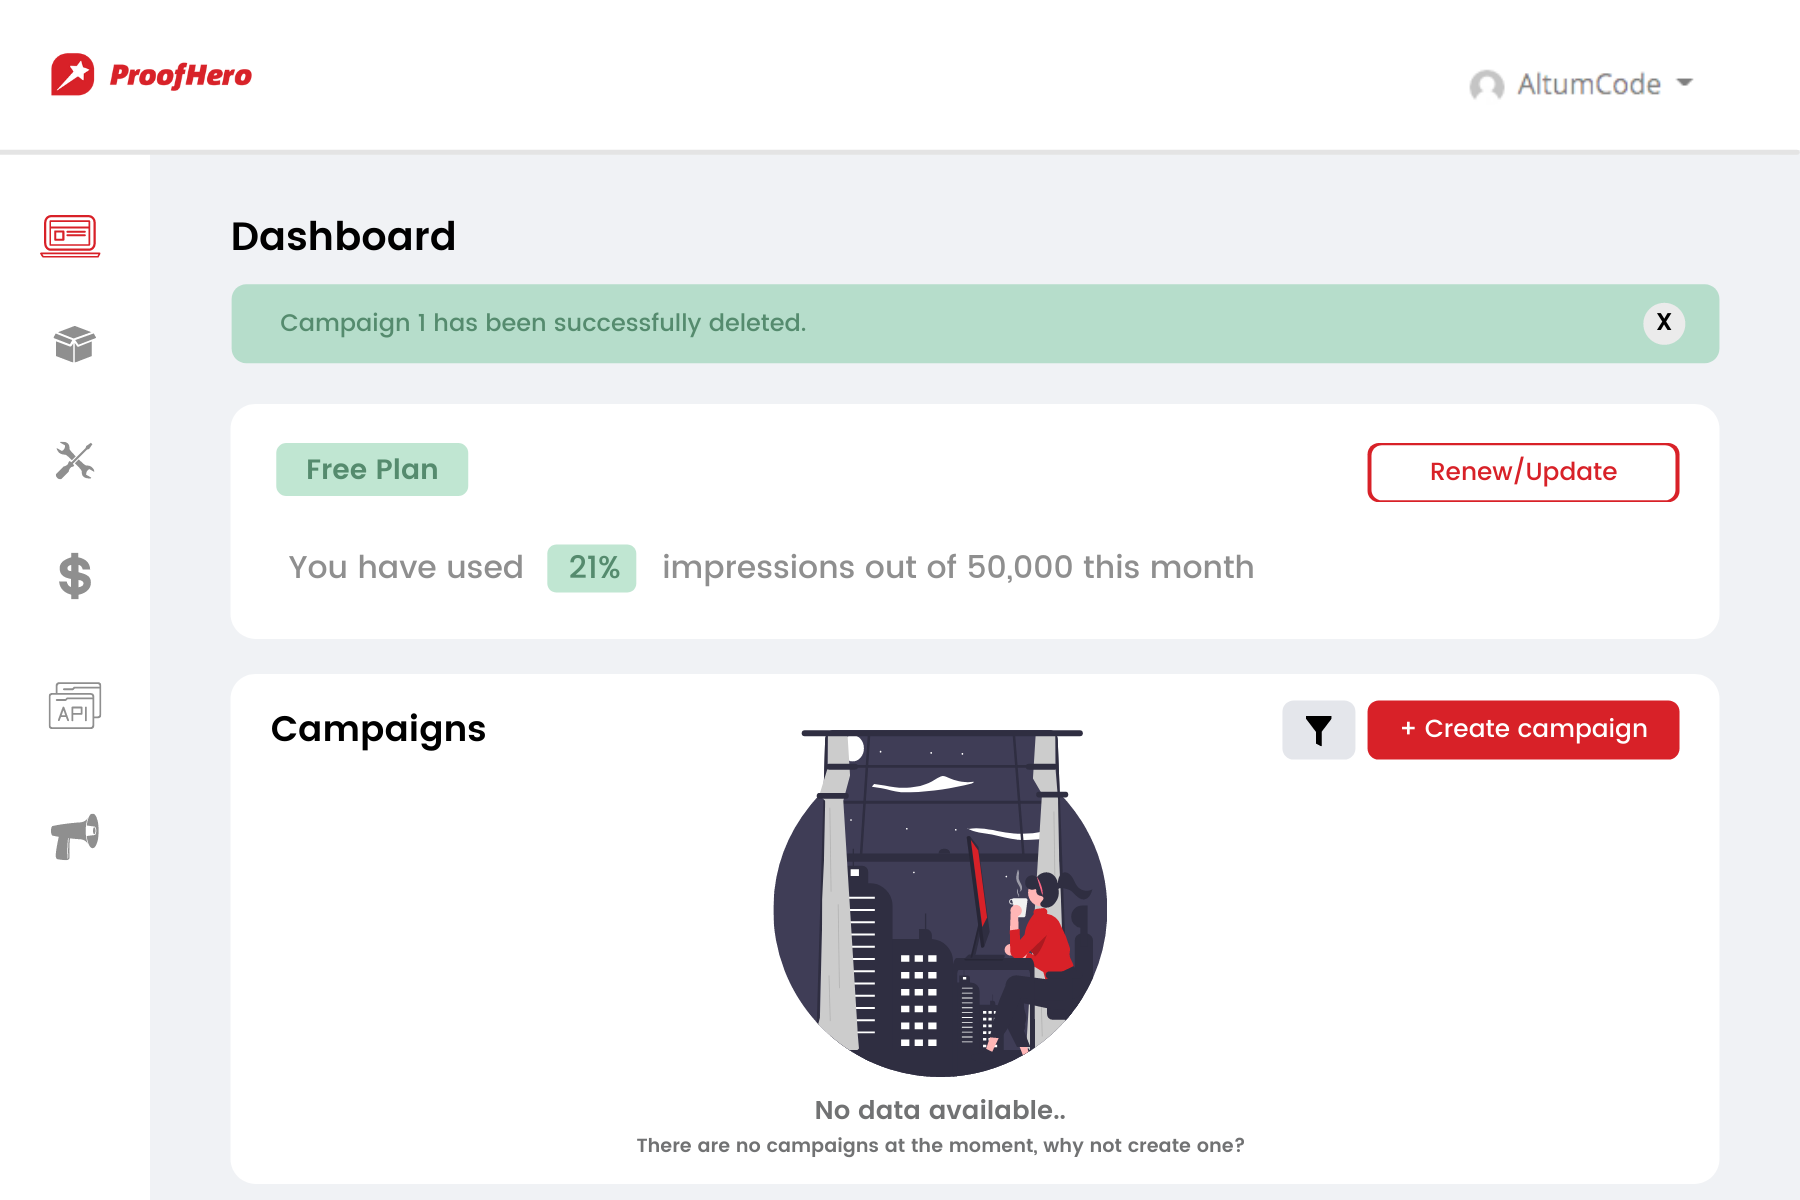 ProofHero
AltumCode
Dashboard
Campaign 1 has been successfully deleted.
X
Free Plan
Renew/Update
You have used 21% impressions out of 50,000 this month
$
API
Campaigns
+ Create campaign
No data available..
There are no campaigns at the moment, why not create one?